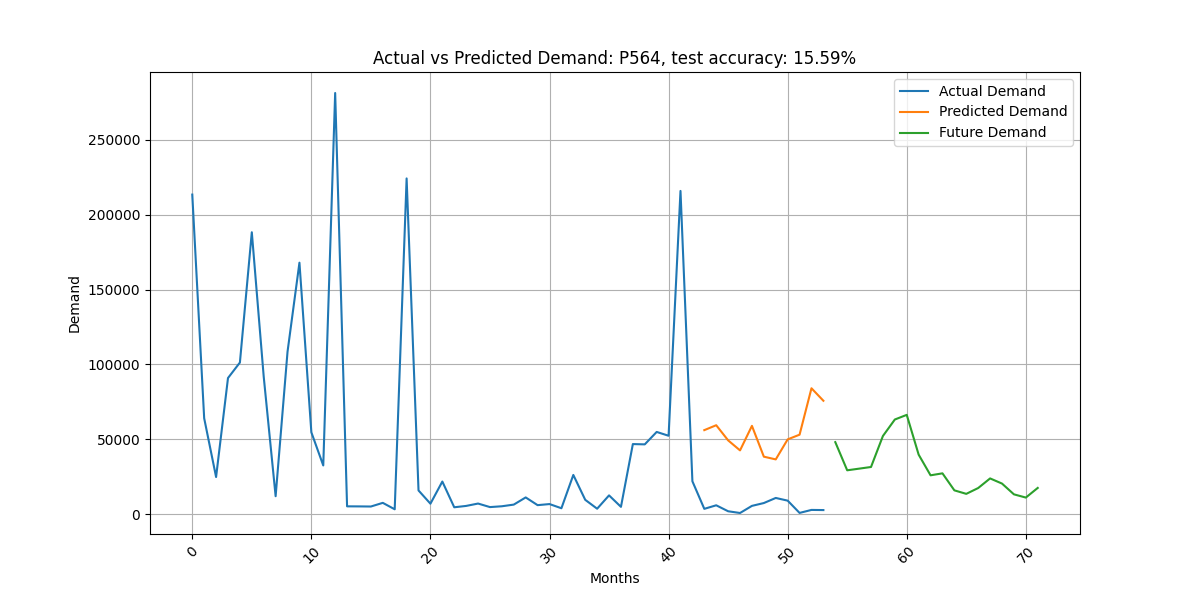 Actual vs Predicted Demand: P564, test accuracy: 15.59%
Actual Demand
Predicted Demand
Future Demand
250000
200000
150000
100000
50000
0
Demand
0 10 20 30 40 50 60 70
Months